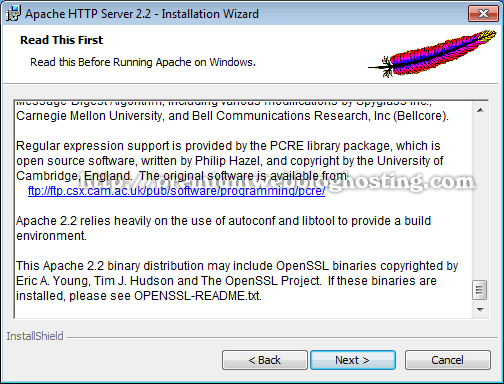 Apache HTTP Server 2.2 - Installation Wizard
Read This First
Read this Before Running Apache on Windows.
Message Digest Algorithm, including various modifications by Spyglass Inc.,
Carnegie Mellon University, and Bell Communications Research, Inc (Bellcore).
Regular expression support is provided by the PCRE library package, which is
open source software, written by Philip Hazel, and copyright by the University of
Cambridge, England. The original software is available from
http://premiumwebbloghosting.com
ftp://ftp.csx.cam.ac.uk/pub/software/programming/pcre/
Apache 2.2 relies heavily on the use of autoconf and libtool to provide a build
environment.
This Apache 2.2 binary distribution may include OpenSSL binaries copyrighted by
Eric A. Young, Tim J. Hudson and The OpenSSL Project. If these binaries are
installed, please see OPENSSL-README.txt.
InstallShield
< Back
Next >
Cancel